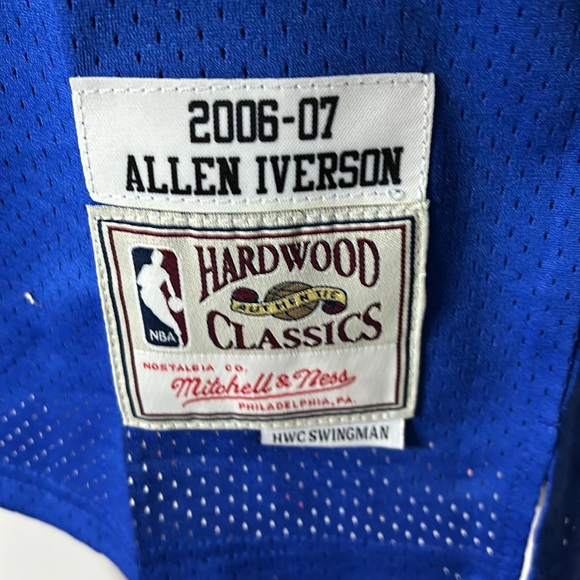 2006-07
ALLEN IVERSON
HARDWOOD
AUTHENTIC
CLASSICS
NBA
NOSTALGIA CO.
Mitchell & Ness
PHILADELPHIA, PA.
HWC SWINGMAN